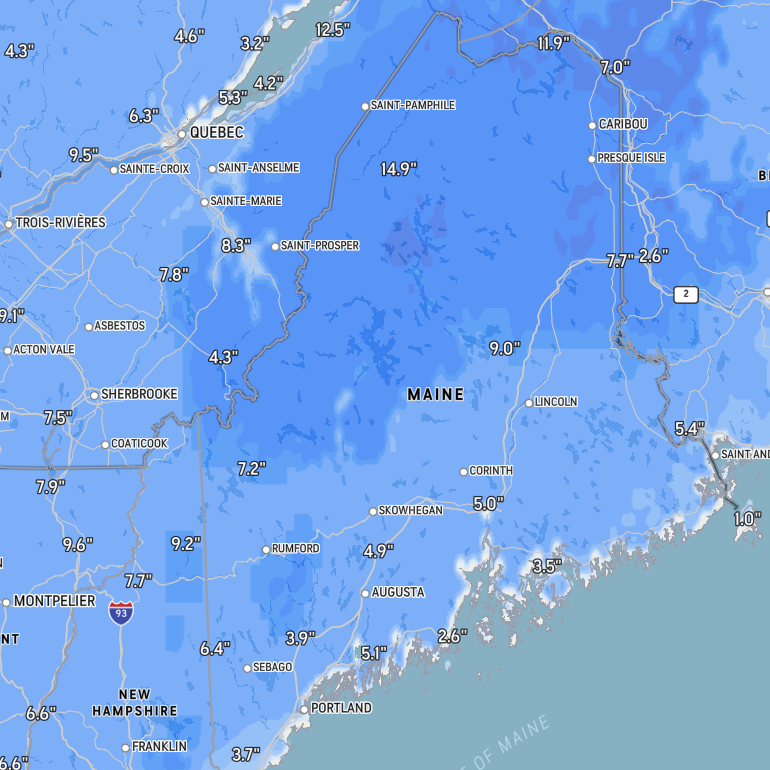 12.5"
4.6"
3.2"
11.9"
4.3"
7.0"
4.2"
5.3"
SAINT-PAMPHILE
6.3"
CARIBOU
QUEBEC
9.5"
PRESQUE ISLE
SAINTE-CROIX
SAINT-ANSELME
14.9"
B
SAINTE-MARIE
TROIS-RIVIÈRES
8.3"
SAINT-PROSPER
7.7"
2.6"
7.8"
2
9.1"
ASBESTOS
ACTON VALE
9.0"
4.3"
SHERBROOKE
MAINE
LINCOLN
M
7.5"
5.4"
COATICOOK
SAINT AND
7.2"
CORINTH
7.9"
5.0"
SKOWHEGAN
1.0"
9.6"
9.2"
RUMFORD
4.9"
3.5"
7.7"
AUGUSTA
MONTPELIER
93
NT
3.9"
2.6"
6.4"
5.1"
SEBAGO
NEW
HAMPSHIRE
PORTLAND
6.6"
E OF MAINE
FRANKLIN
3.7"
6.6"